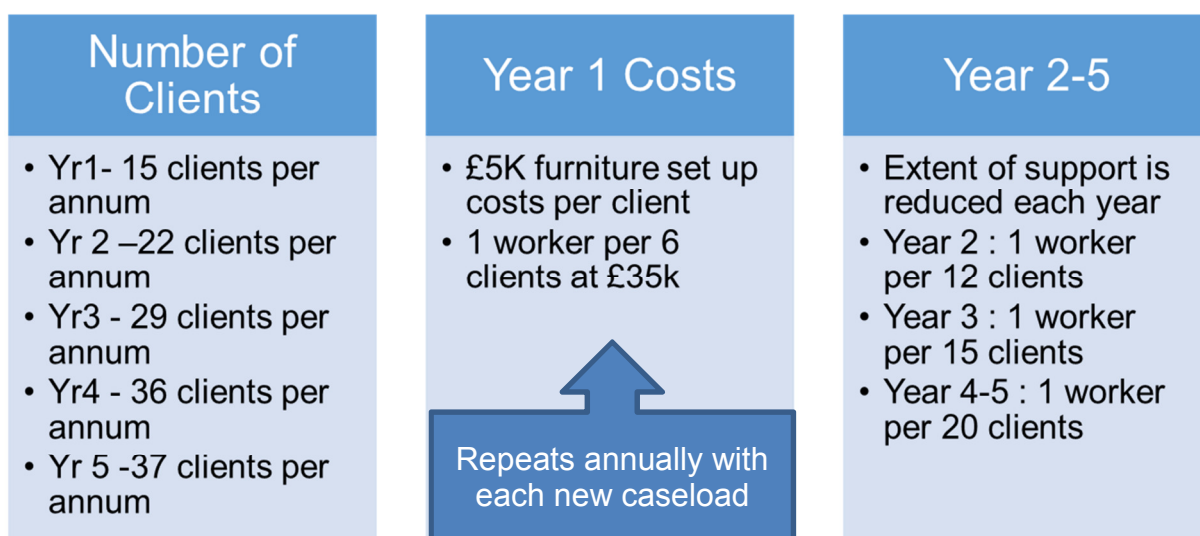 Number of
Clients
• Yr1- 15 clients per
annum
• Yr 2 –22 clients per
annum
• Yr3 - 29 clients per
annum
• Yr4 - 36 clients per
annum
• Yr 5 -37 clients per
annum
Year 1 Costs
• £5K furniture set up
costs per client
• 1 worker per 6
clients at £35k
Repeats annually with
each new caseload
Year 2-5
• Extent of support is
reduced each year
• Year 2 : 1 worker
per 12 clients
• Year 3 : 1 worker
per 15 clients
• Year 4-5 : 1 worker
per 20 clients